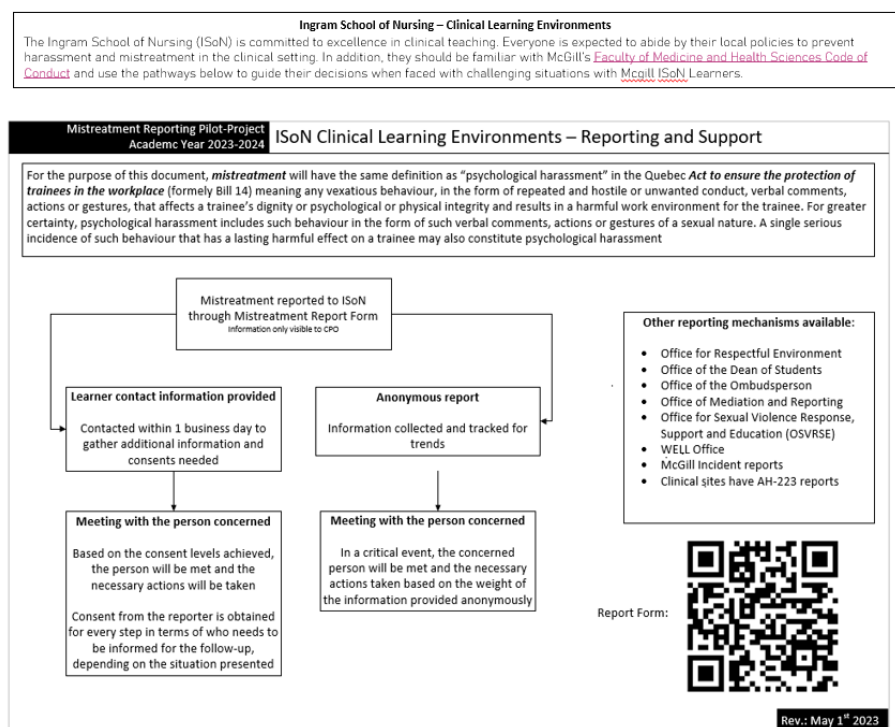 Ingram School of Nursing – Clinical Learning Environments
The Ingram School of Nursing (ISoN) is committed to excellence in clinical teaching. Everyone is expected to abide by their local policies to prevent
harassment and mistreatment in the clinical setting. In addition, they should be familiar with McGill's Faculty of Medicine and Health Sciences Code of
Conduct and use the pathways below to guide their decisions when faced with challenging situations with Mcgill ISoN Learners.
Mistreatment Reporting Pilot-Project
Academc Year 2023-2024
ISoN Clinical Learning Environments – Reporting and Support
For the purpose of this document, mistreatment will have the same definition as "psychological harassment" in the Quebec Act to ensure the protection of
trainees in the workplace (formely Bill 14) meaning any vexatious behaviour, in the form of repeated and hostile or unwanted conduct, verbal comments,
actions or gestures, that affects a trainee's dignity or psychological or physical integrity and results in a harmful work environment for the trainee. For greater
certainty, psychological harassment includes such behaviour in the form of such verbal comments, actions or gestures of a sexual nature. A single serious
incidence of such behaviour that has a lasting harmful effect on a trainee may also constitute psychological harassment
Mistreatment reported to ISoN
through Mistreatment Report Form
Information only visible to CPO
Learner contact information provided
Contacted within 1 business day to
gather additional information and
consents needed
Anonymous report
Information collected and tracked for
trends
Meeting with the person concerned
Based on the consent levels achieved,
the person will be met and the
necessary actions will be taken
Consent from the reporter is obtained
for every step in terms of who needs to
be informed for the follow-up,
depending on the situation presented
Meeting with the person concerned
In a critical event, the concerned
person will be met and the necessary
actions taken based on the weight of
the information provided anonymously
Other reporting mechanisms available:
• Office for Respectful Environment
• Office of the Dean of Students
• Office of the Ombudsperson
• Office of Mediation and Reporting
• Office for Sexual Violence Response,
Support and Education (OSVRSE)
• WELL Office
• McGill Incident reports
• Clinical sites have AH-223 reports
Report Form:
Rev.: May 1st 2023